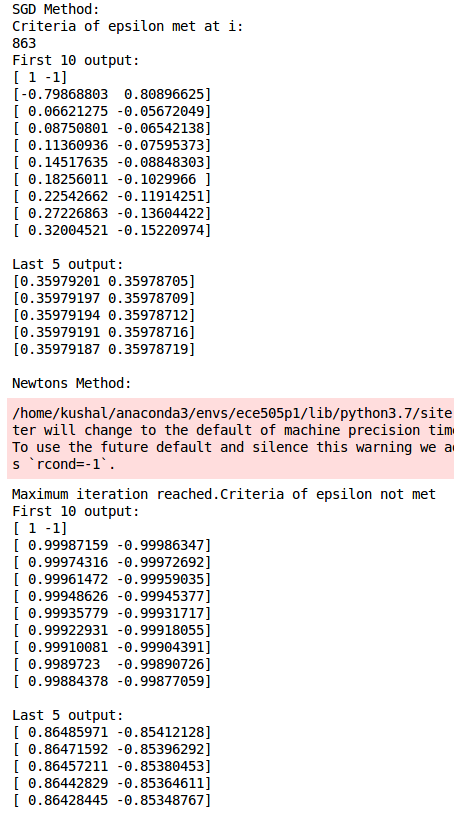 SGD Method:
Criteria of epsilon met at i:
863
First 10 output:
[ 1 -1]
[-0.79868803  0.80896625]
[ 0.06621275 -0.05672049]
[ 0.08750801 -0.06542138]
[ 0.11360936 -0.07595373]
[ 0.14517635 -0.08848303]
[ 0.18256011 -0.1029966 ]
[ 0.22542662 -0.11914251]
[ 0.27226863 -0.13604422]
[ 0.32004521 -0.15220974]
Last 5 output:
[0.35979201 0.35978705]
[0.35979197 0.35978709]
[0.35979194 0.35978712]
[0.35979191 0.35978716]
[0.35979187 0.35978719]
Newtons Method:
/home/kushal/anaconda3/envs/ece505p1/lib/python3.7/site
ter will change to the default of machine precision time
To use the future default and silence this warning we ad
s `rcond=-1`.
Maximum iteration reached.Criteria of epsilon not met
First 10 output:
[ 1 -1]
[ 0.99987159 -0.99986347]
[ 0.99974316 -0.99972692]
[ 0.99961472 -0.99959035]
[ 0.99948626 -0.99945377]
[ 0.99935779 -0.99931717]
[ 0.99922931 -0.99918055]
[ 0.99910081 -0.99904391]
[ 0.9989723  -0.99890726]
[ 0.99884378 -0.99877059]
Last 5 output:
[ 0.86485971 -0.85412128]
[ 0.86471592 -0.85396292]
[ 0.86457211 -0.85380453]
[ 0.86442829 -0.85364611]
[ 0.86428445 -0.85348767]